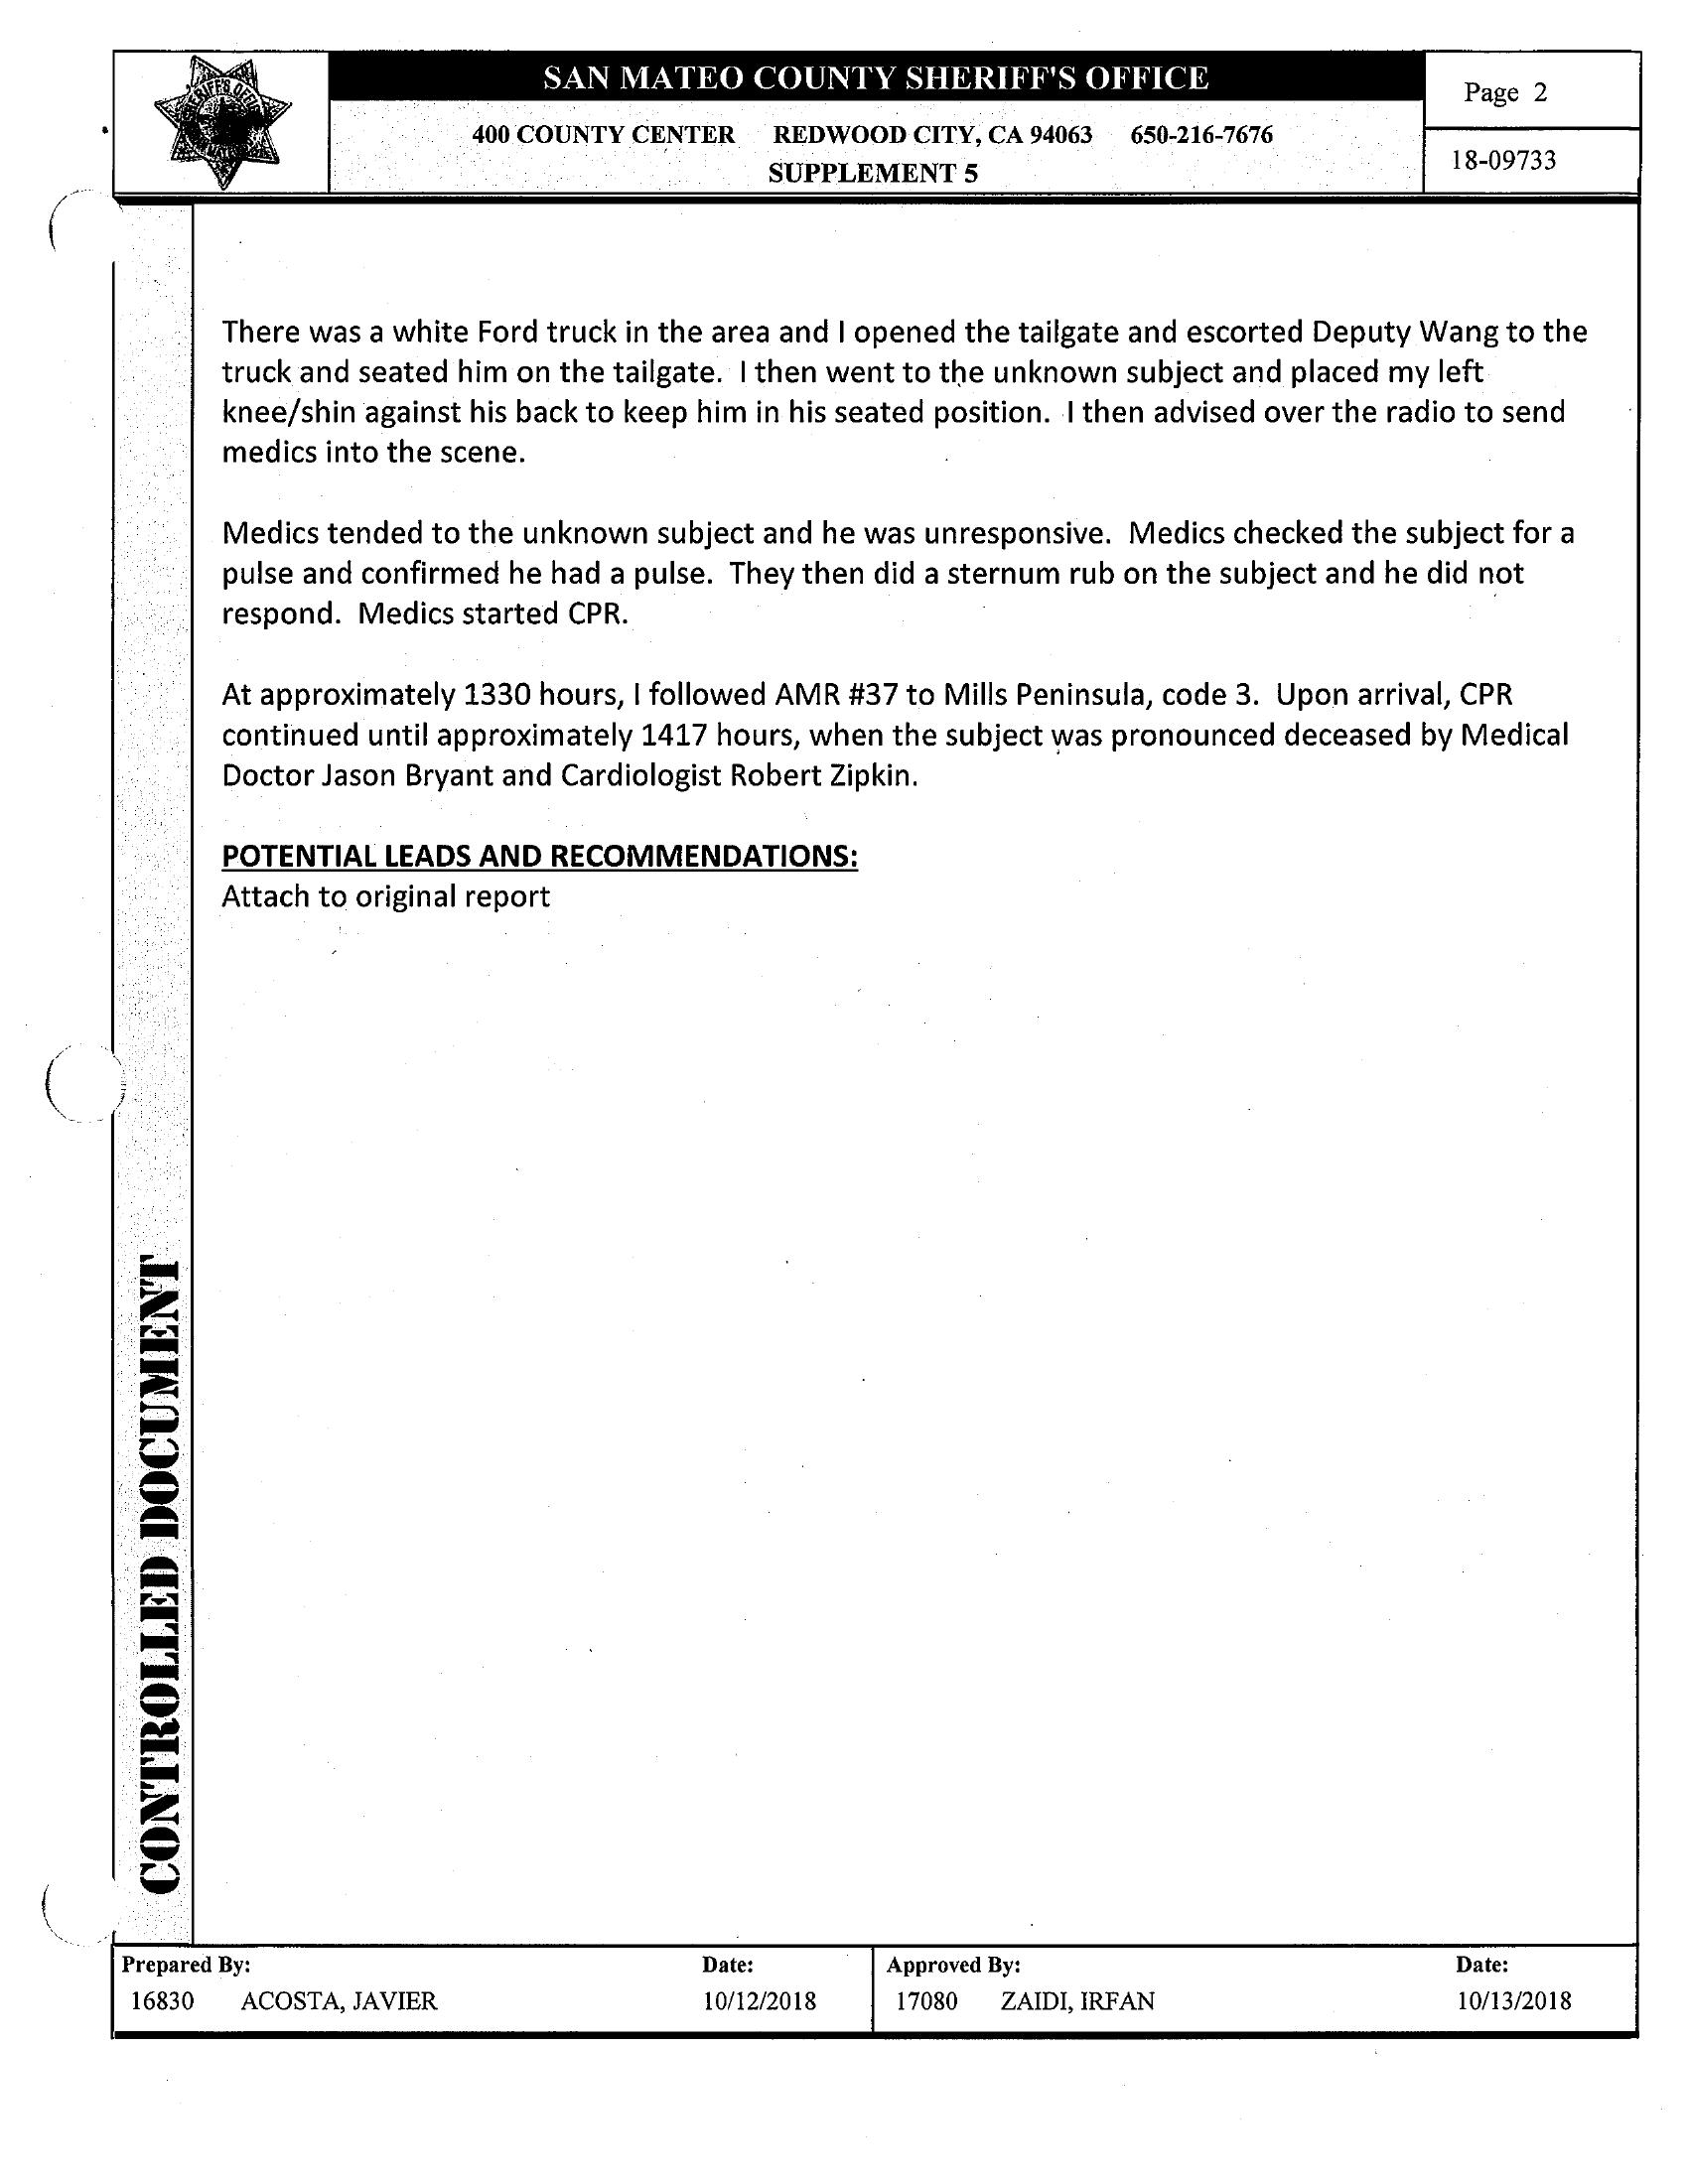 SAN MATEO COUNTY SHERIFF'S OFFICE
Page 2
400 COUNTY CENTER REDWOOD CITY, CA 94063 650-216-7676
SUPPLEMENT 5
18-09733
There was a white Ford truck in the area and I opened the tailgate and escorted Deputy Wang to the
truck and seated him on the tailgate. I then went to the unknown subject and placed my left
knee/shin against his back to keep him in his seated position. I then advised over the radio to send
medics into the scene.
Medics tended to the unknown subject and he was unresponsive. Medics checked the subject for a
pulse and confirmed he had a pulse. They then did a sternum rub on the subject and he did not
respond. Medics started CPR.
At approximately 1330 hours, I followed AMR #37 to Mills Peninsula, code 3. Upon arrival, CPR
continued until approximately 1417 hours, when the subject was pronounced deceased by Medical
Doctor Jason Bryant and Cardiologist Robert Zipkin.
POTENTIAL LEADS AND RECOMMENDATIONS:
Attach to original report
CONTROLLED DOCUMENT
Prepared By: Date: Approved By: Date:
16830 ACOSTA, JAVIER 10/12/2018 17080 ZAIDI, IRFAN 10/13/2018